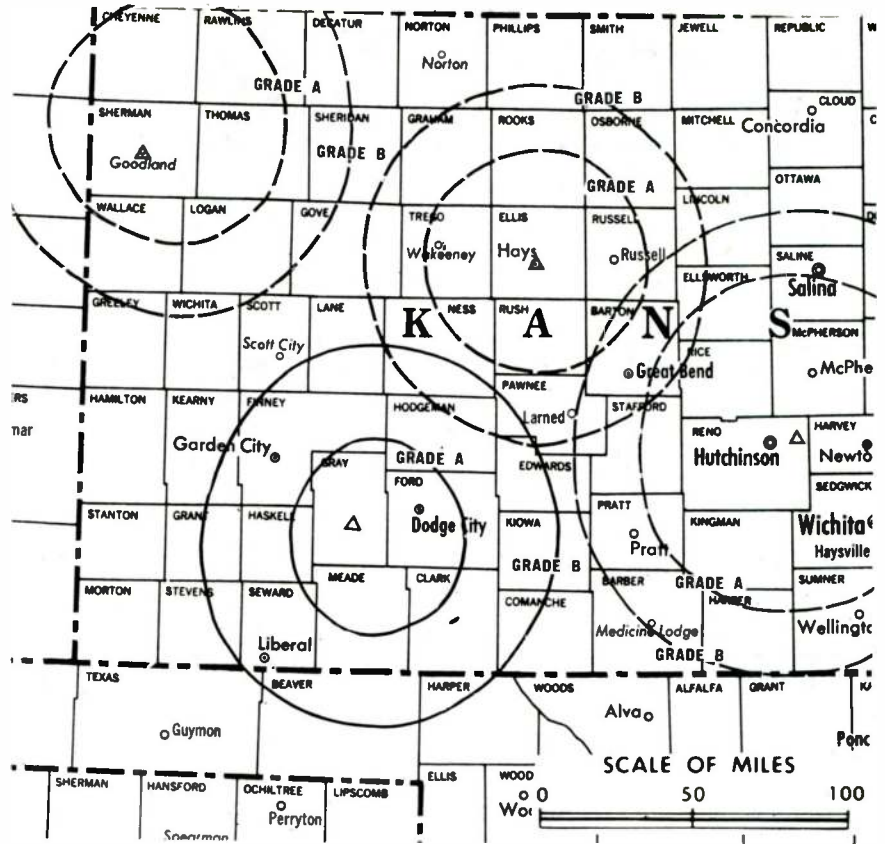 CHEYENNE
RAWLINS
DECATUR
NORTON
PHILLIPS
SMITH
JEWELL
REPUBLIC
W
Norton
GRADE A
GRADE B
CLOUD
SHERMAN
THOMAS
SHERIDAN
GRAHAM
ROOKS
OSBORNE
MITCHELL
Concordia
C
Goodland
GRADE B
GRADE A
OTTAWA
WALLACE
LOGAN
GOVE
TREGO
ELLIS
RUSSELL
LINCOLN
Wakeeney
Hays
Russell
SALINE
Salina
ELLSWORTH
GREELEY
WICHITA
SCOTT
LANE
NESS
RUSH
BARTON
K A N S
McPHERSON
Scott City
RICE
Great Bend
McPhe
PAWNEE
HAMILTON
KEARNY
FINNEY
HODGEMAN
Larned
STAFFORD
ERS
mar
RENO
HARVEY
Garden City
GRADE A
Hutchinson
Newto
GRAY
EDWARDS
FORD
SEDGWICK
STANTON
GRANT
HASKELL
Dodge City
KIOWA
PRATT
KINGMAN
Wichita
Pratt
Haysville
GRADE B
MORTON
STEVENS
SEWARD
MEADE
CLARK
BARBER
GRADE A
SUMNER
COMANCHE
HARPER
Medicine Lodge
Wellingto
Liberal
GRADE B
TEXAS
BEAVER
HARPER
WOODS
ALFALFA
GRANT
KA
Guymon
Alva
Ponc
SCALE OF MILES
SHERMAN
HANSFORD
OCHILTREE
LIPSCOMB
ELLIS
WOOD
Perryton
Woo
0 50 100
Spearman